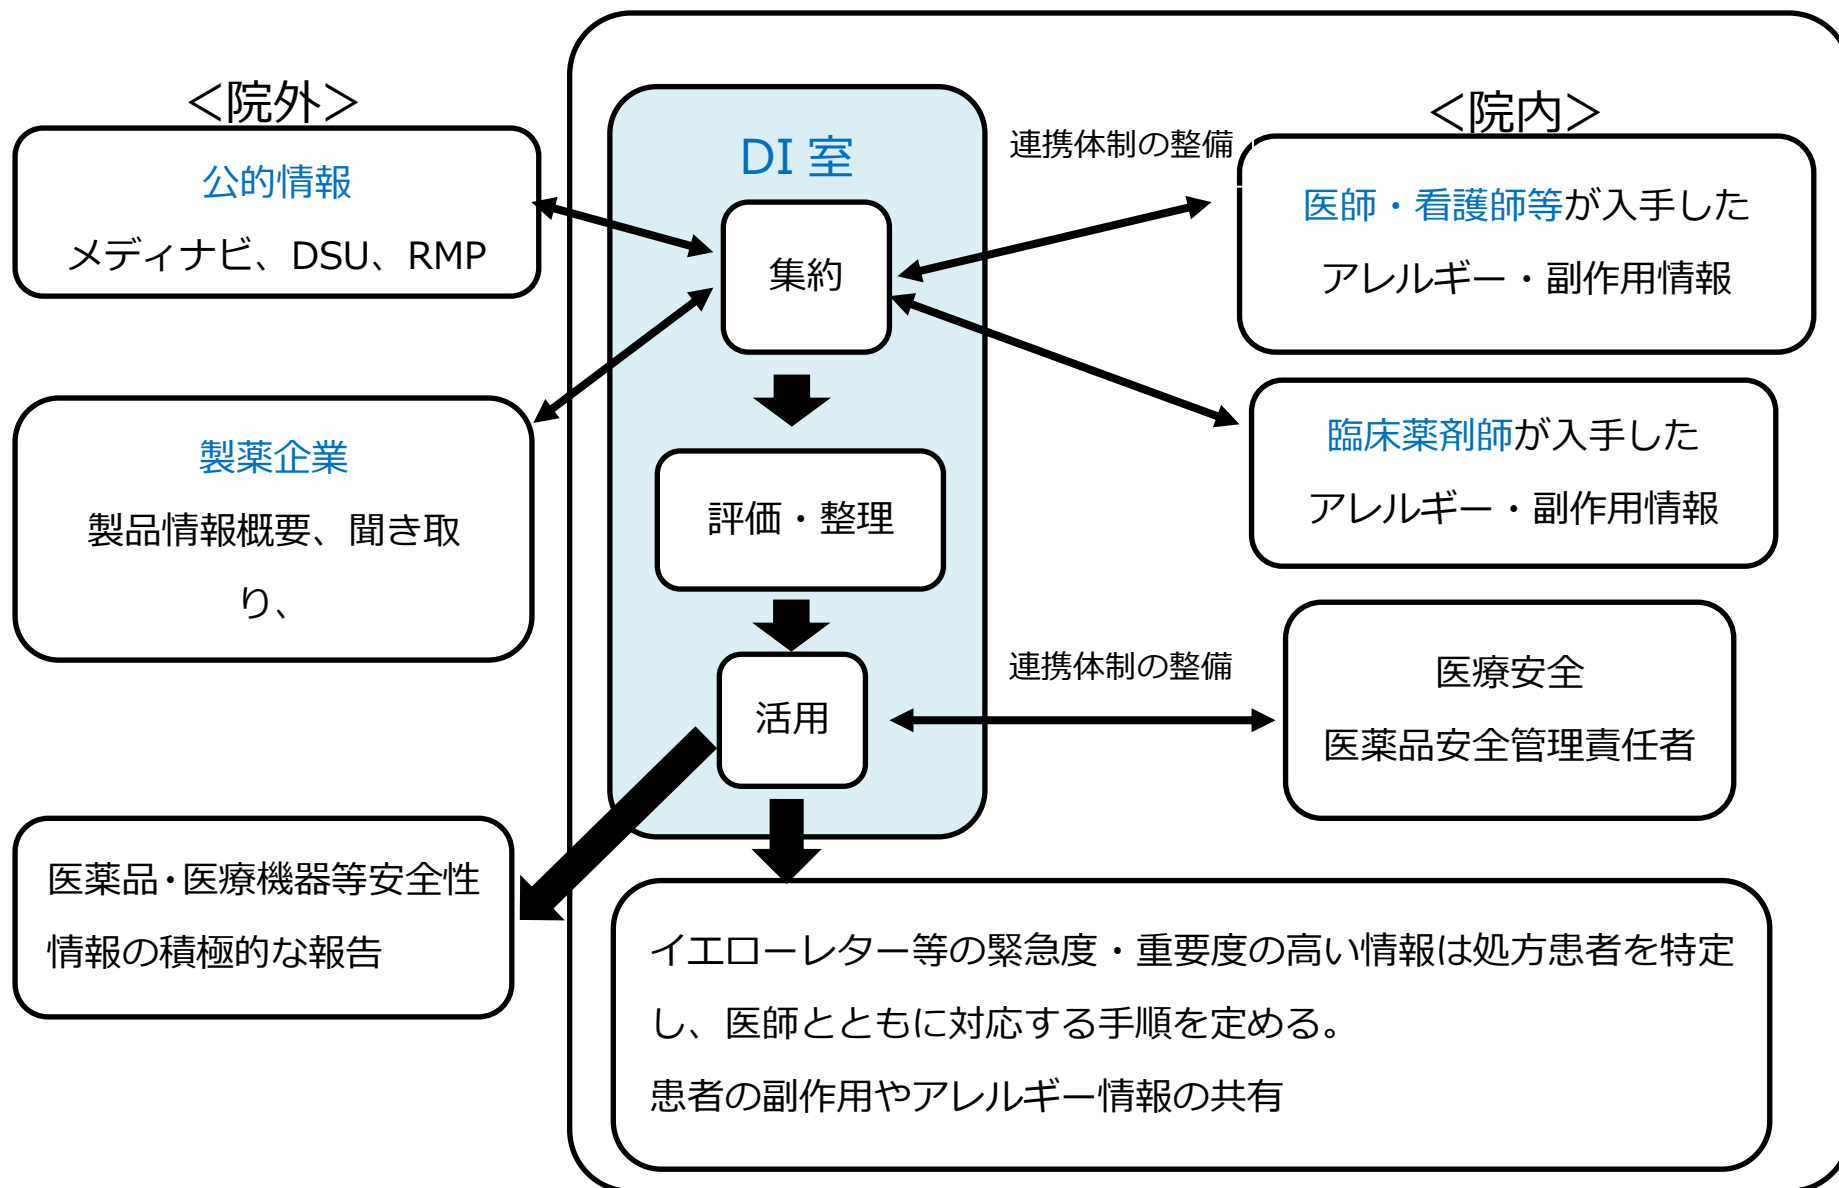 ＜院外＞
公的情報
メディナビ、DSU、RMP
製薬企業
製品情報概要、聞き取
り、
医薬品・医療機器等安全性
情報の積極的な報告
DI 室
集約
評価・整理
活用
連携体制の整備
連携体制の整備
＜院内＞
医師・看護師等が入手した
アレルギー・副作用情報
臨床薬剤師が入手した
アレルギー・副作用情報
医療安全
医薬品安全管理責任者
イエローレター等の緊急度・重要度の高い情報は処方患者を特定
し、医師とともに対応する手順を定める。
患者の副作用やアレルギー情報の共有